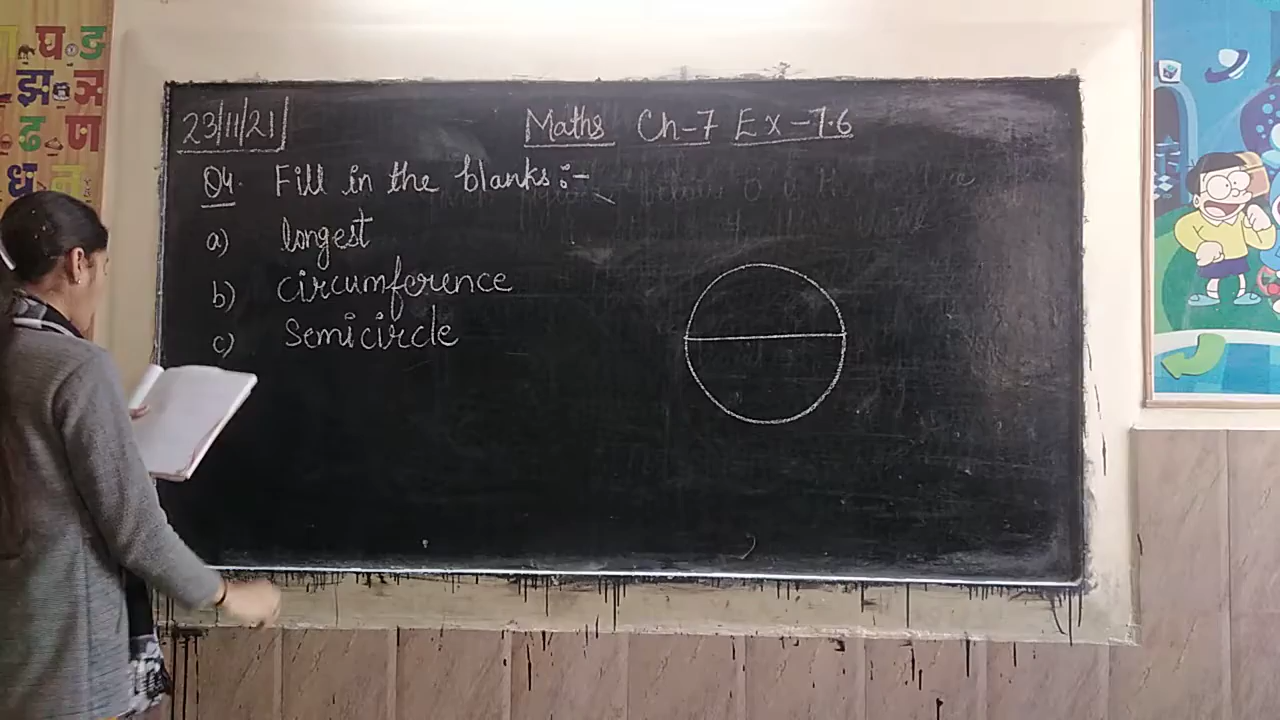 घ ङ
झ ञ
ढ ण
ध न
23/11/21
Maths Ch-7 Ex-7.6
Q4. Fill in the blanks :-
a) longest
b) circumference
c) Semicircle